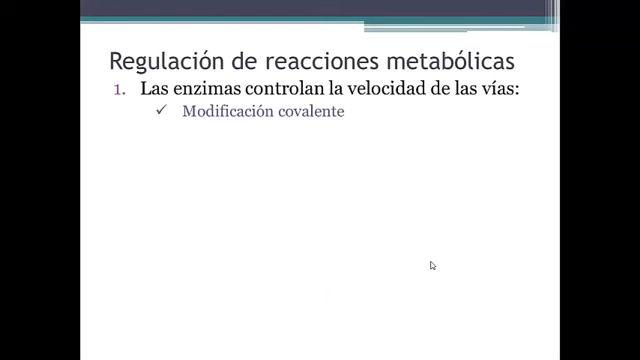 Regulación de reacciones metabólicas
1. Las enzimas controlan la velocidad de las vías:
✓ Modificación covalente